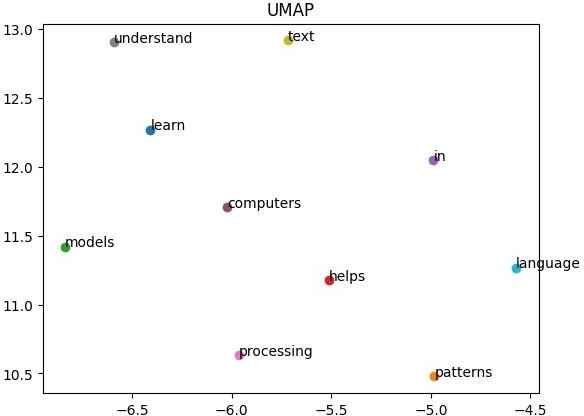 UMAP
13.0
understand
text
12.5
learn
12.0
in
computers
11.5
models
language
helps
11.0
processing
10.5
patterns
−6.5 −6.0 −5.5 −5.0 −4.5